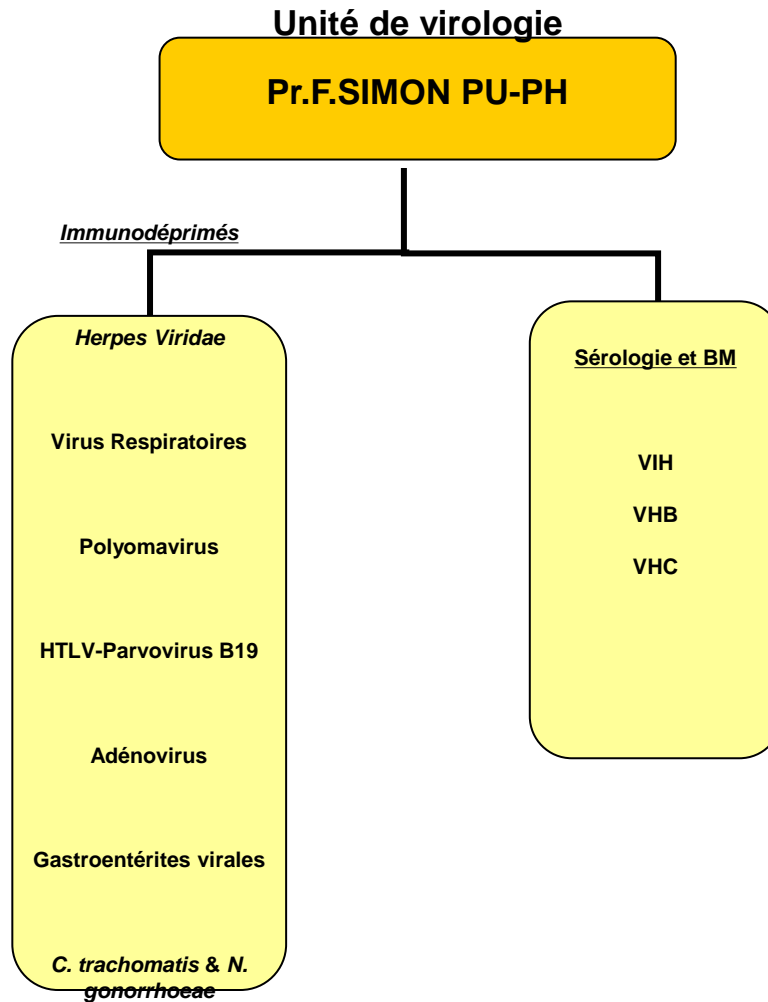 Unité de virologie
Pr.F.SIMON PU-PH
Immunodéprimés
Herpes Viridae
Virus Respiratoires
Polyomavirus
HTLV-Parvovirus B19
Adénovirus
Gastroentérites virales
C. trachomatis & N.
gonorrhoeae
Sérologie et BM
VIH
VHB
VHC